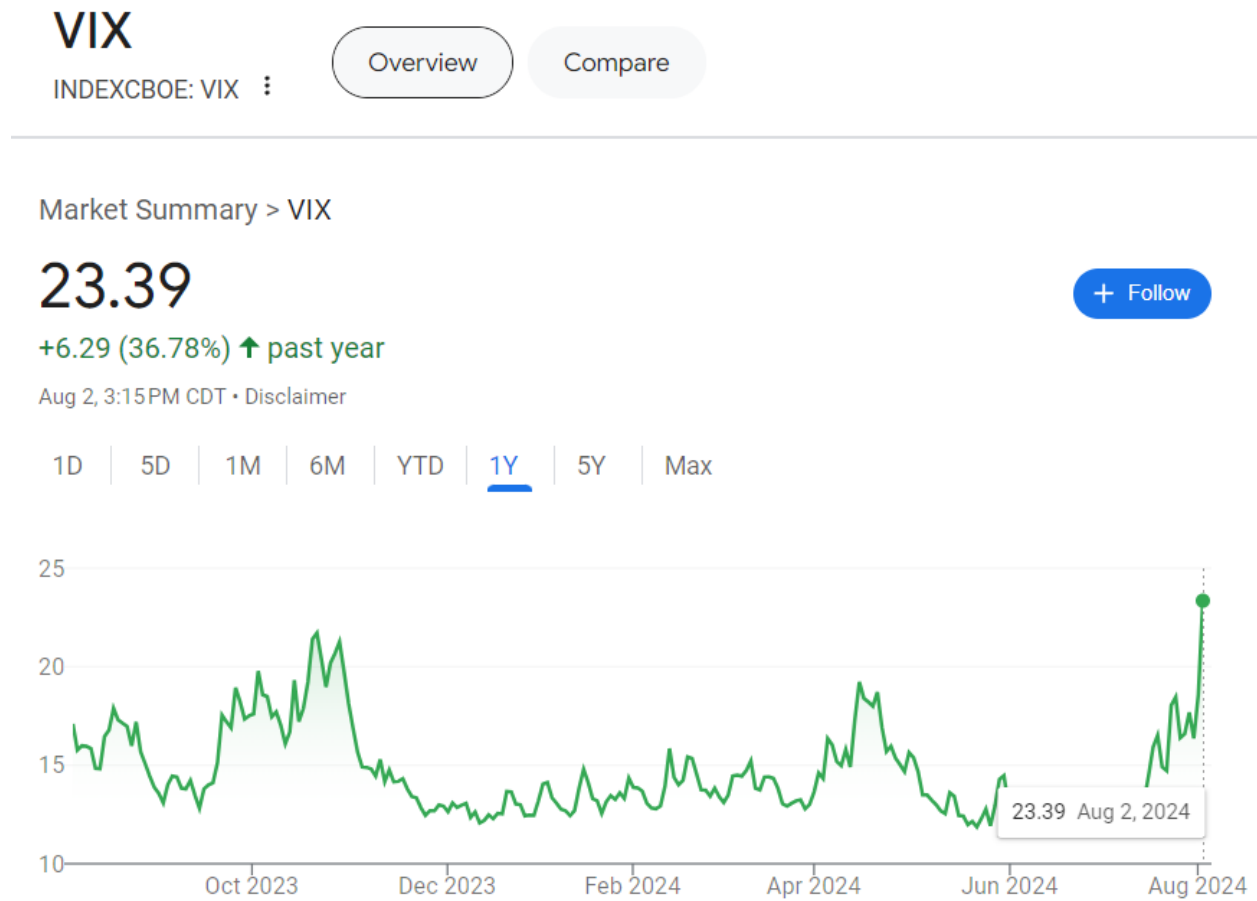 VIX
INDEXCBOE: VIX ⋮
Overview
Compare
Market Summary > VIX
23.39
+ Follow
+6.29 (36.78%) ↑ past year
Aug 2, 3:15 PM CDT • Disclaimer
1D 5D 1M 6M YTD 1Y 5Y Max
25
20
15
10
23.39 Aug 2, 2024
Oct 2023 Dec 2023 Feb 2024 Apr 2024 Jun 2024 Aug 2024